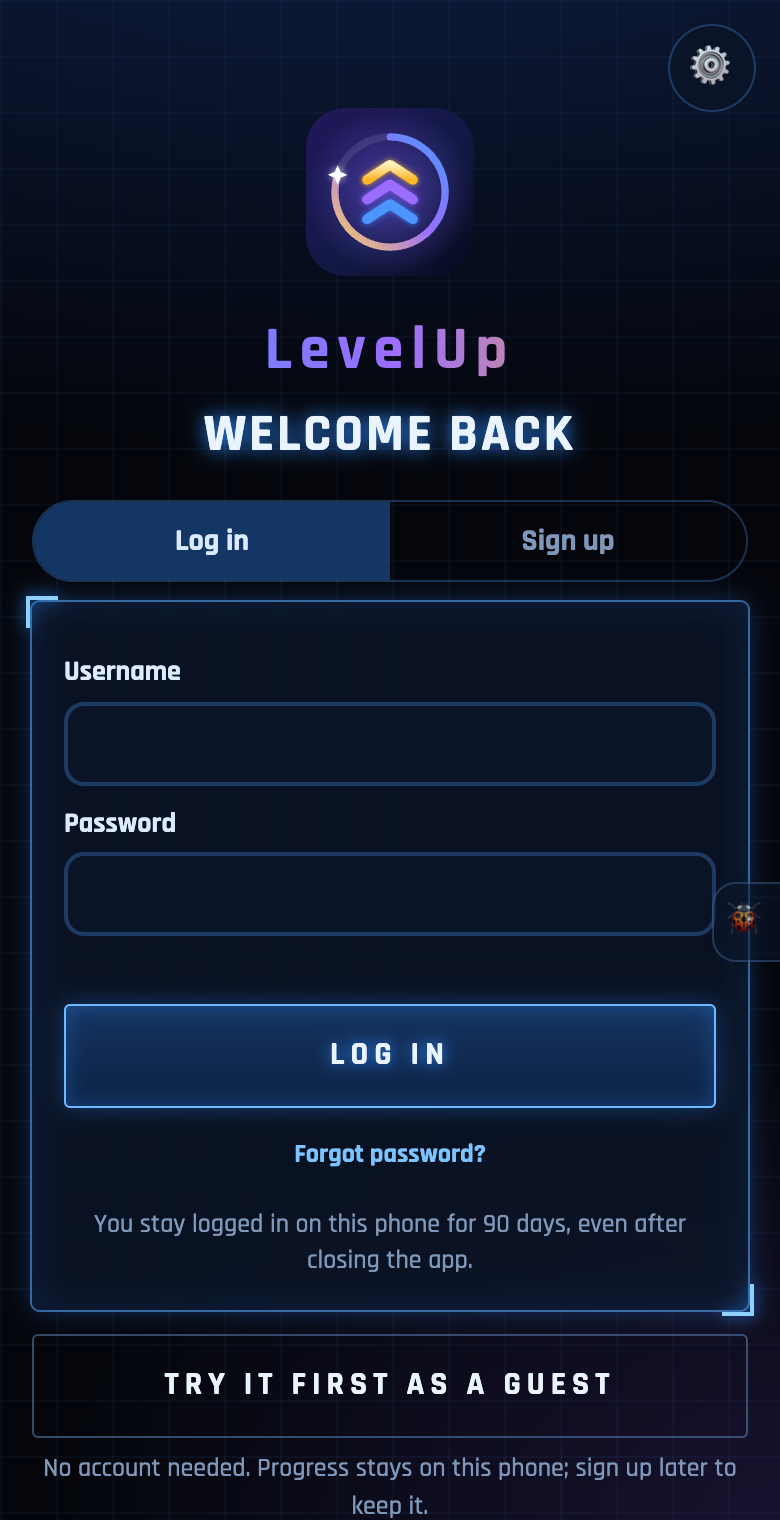 LevelUp
WELCOME BACK
Log in
Sign up
Username
Password
LOG IN
Forgot password?
You stay logged in on this phone for 90 days, even after
closing the app.
TRY IT FIRST AS A GUEST
No account needed. Progress stays on this phone; sign up later to
keep it.